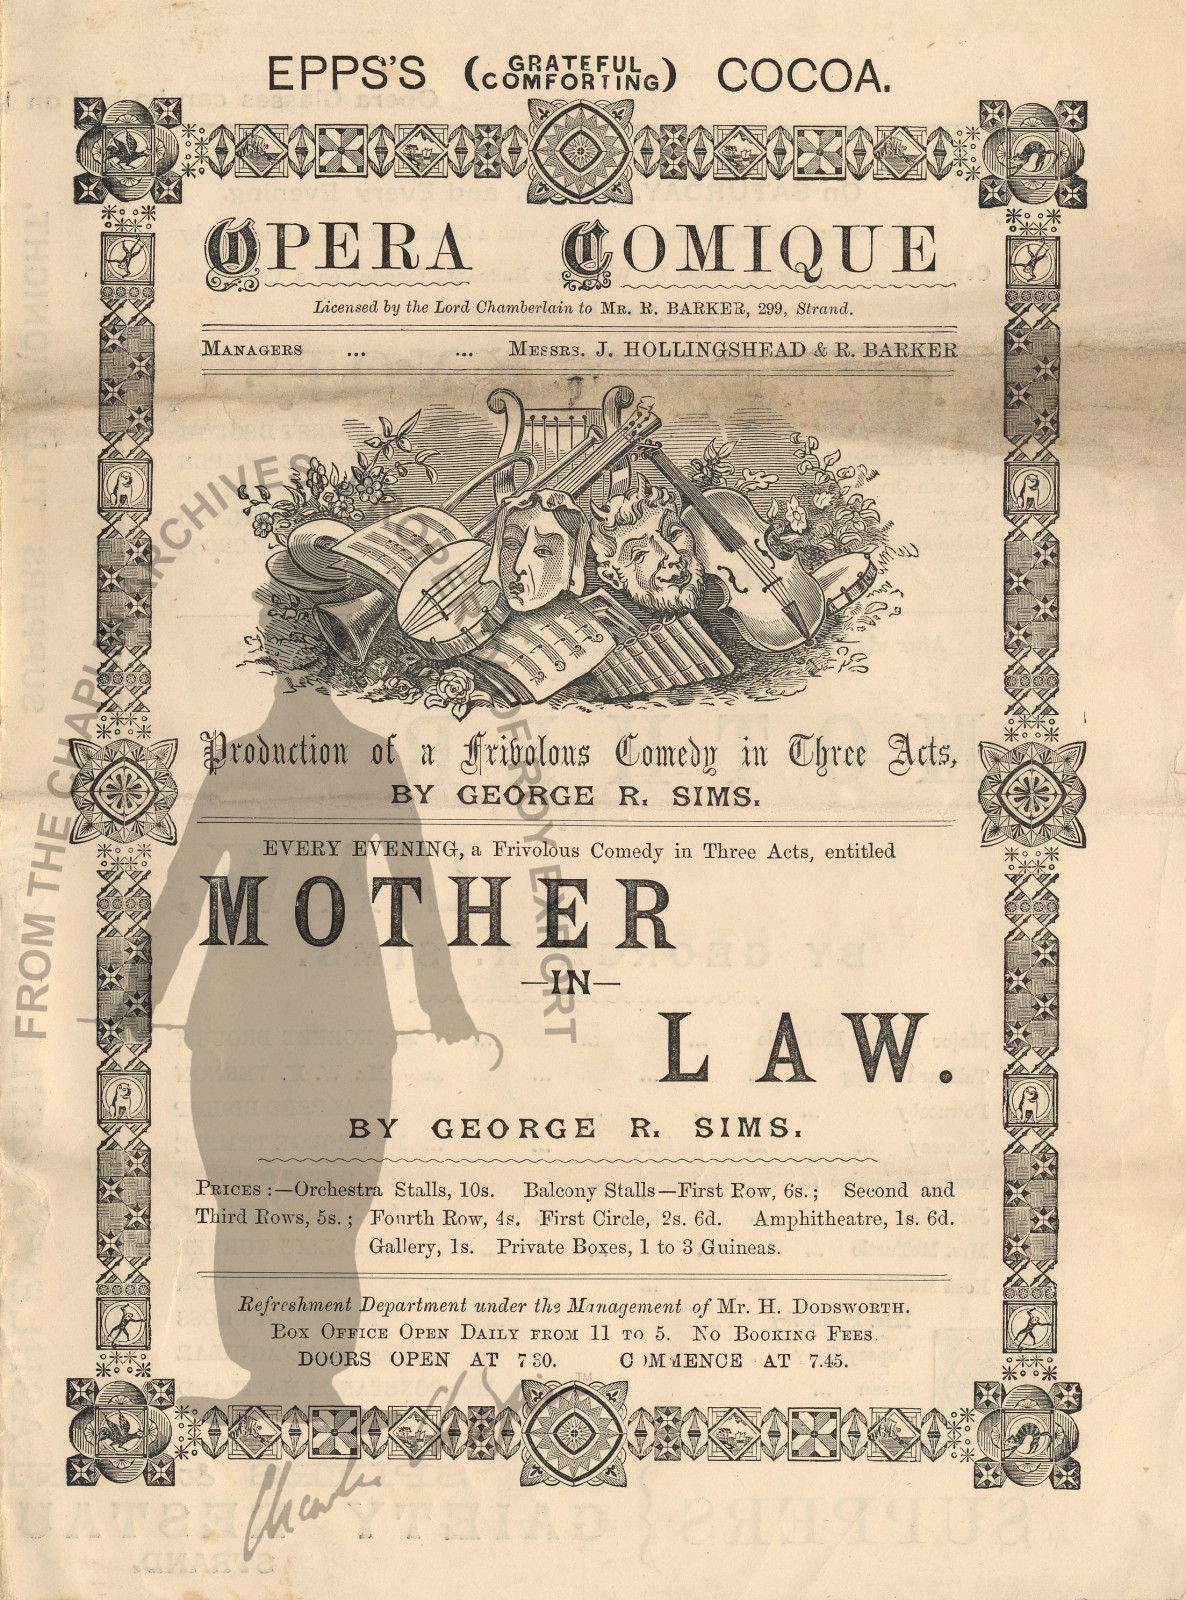 EPPS'S (GRATEFUL COMFORTING) COCOA.
OPERA COMIQUE
Licensed by the Lord Chamberlain to MR. R. BARKER, 299, Strand.
MANAGERS ... ... MESSRS. J. HOLLINGSHEAD & R. BARKER
Production of a Frivolous Comedy in Three Acts,
BY GEORGE R. SIMS.
EVERY EVENING, a Frivolous Comedy in Three Acts, entitled
MOTHER
—IN—
LAW.
BY GEORGE R. SIMS.
PRICES :—Orchestra Stalls, 10s. Balcony Stalls—First Row, 6s. ; Second and
Third Rows, 5s. ; Fourth Row, 4s. First Circle, 2s. 6d. Amphitheatre, 1s. 6d.
Gallery, 1s. Private Boxes, 1 to 3 Guineas.
Refreshment Department under the Management of MR. H. DODSWORTH.
BOX OFFICE OPEN DAILY FROM 11 TO 5. NO BOOKING FEES.
DOORS OPEN AT 7 30. COMMENCE AT 7.45.
FROM THE CHAPLIN ARCHIVES PROPERTY OF ROY EXPORT
Charlie